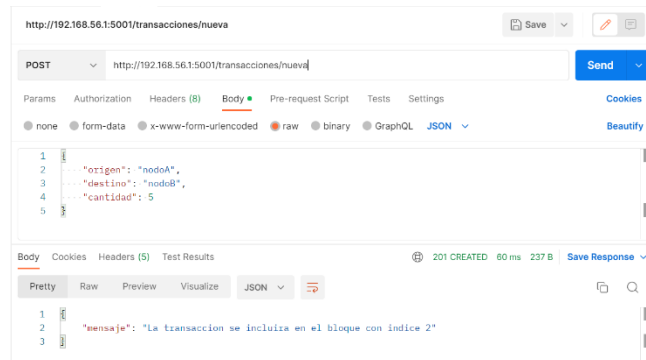 http://192.168.56.1:5001/transacciones/nueva Save
POST http://192.168.56.1:5001/transacciones/nueva Send
Params Authorization Headers (8) Body Pre-request Script Tests Settings Cookies
none form-data x-www-form-urlencoded raw binary GraphQL JSON Beautify
1 {
2 "origen": "nodoA",
3 "destino": "nodoB",
4 "cantidad": 5
5 }
Body Cookies Headers (5) Test Results 201 CREATED 60 ms 237 B Save Response
Pretty Raw Preview Visualize JSON
1 {
2 "mensaje": "La transaccion se incluira en el bloque con indice 2"
3 }